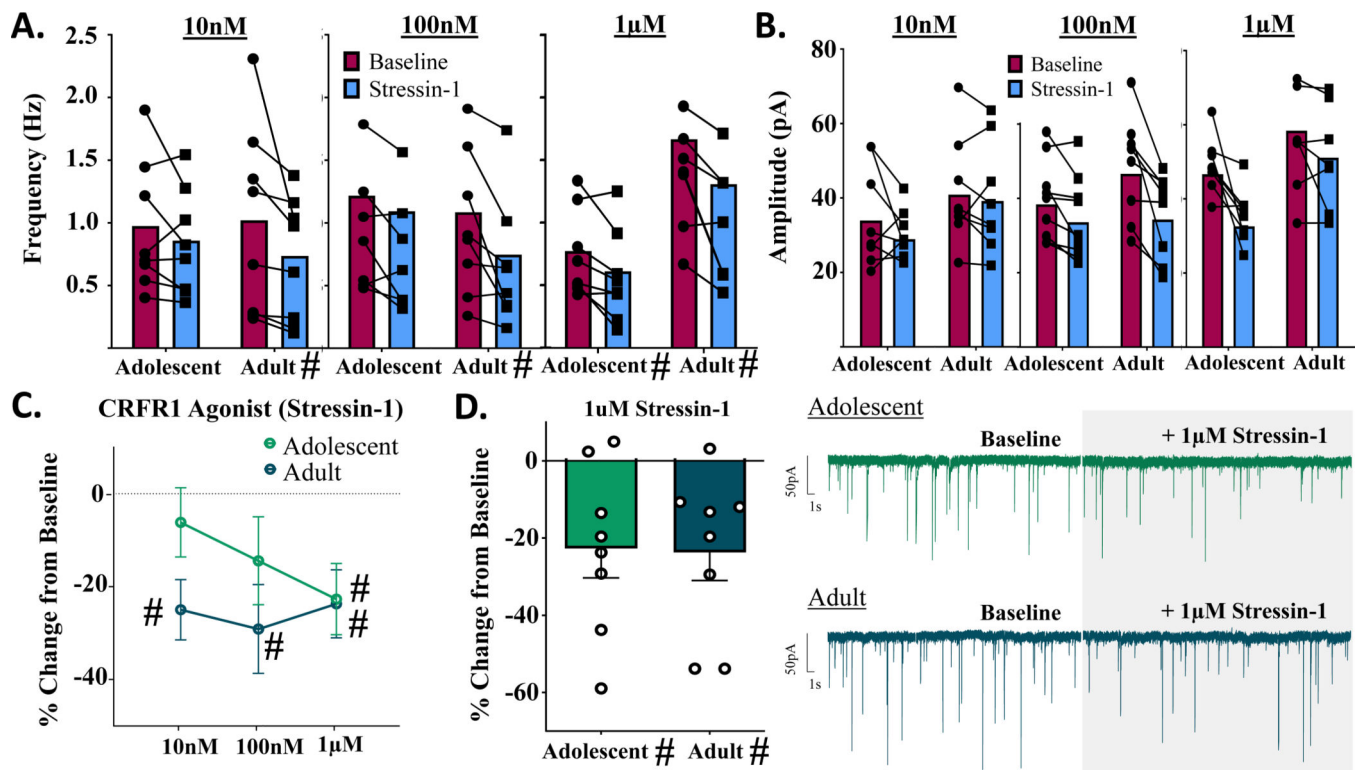 A.
10nM
100nM
1μM
Frequency (Hz)
2.5
2.0
1.5
1.0
0.5
Baseline
Stressin-1
Adolescent
Adult #
Adolescent
Adult #
Adolescent #
Adult #
B.
10nM
100nM
1μM
Amplitude (pA)
80
60
40
20
0
Baseline
Stressin-1
Adolescent
Adult
Adolescent
Adult
Adolescent
Adult
C.
CRFR1 Agonist (Stressin-1)
Adolescent
Adult
% Change from Baseline
0
-20
-40
#
#
#
#
10nM
100nM
1μM
D.
1uM Stressin-1
% Change from Baseline
0
-20
-40
-60
Adolescent #
Adult #
Adolescent
Baseline
+ 1μM Stressin-1
50pA
1s
Adult
Baseline
+ 1μM Stressin-1
50pA
1s